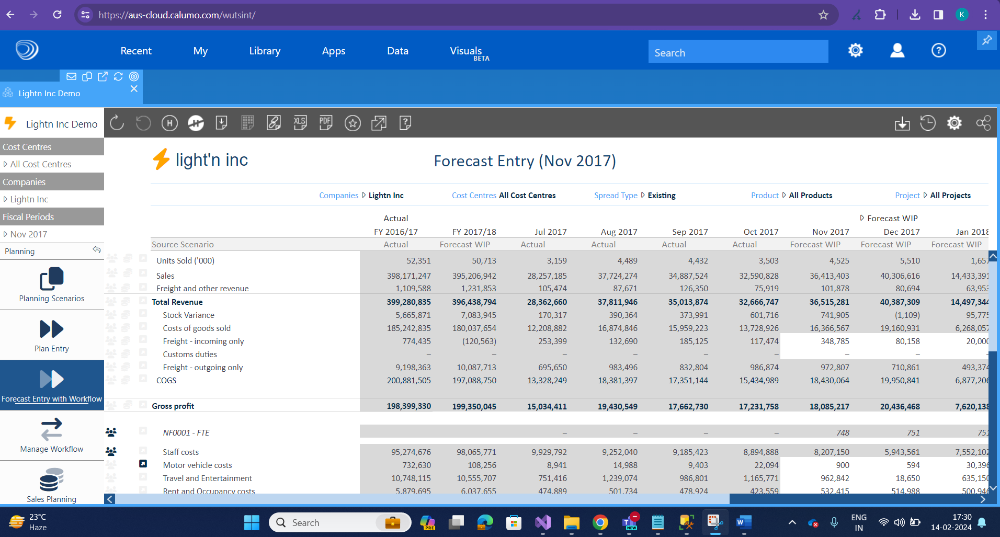 https://aus-cloud.calumo.com/wutsint/
K
Recent My Library Apps Data Visuals BETA Search
Lightn Inc Demo
Lightn Inc Demo
H H XLS PDF ?
Cost Centres
All Cost Centres
Companies
Lightn Inc
Fiscal Periods
Nov 2017
Planning
Planning Scenarios
Plan Entry
Forecast Entry with Workflow
Manage Workflow
Sales Planning
light'n inc
Forecast Entry (Nov 2017)
Companies Lightn Inc Cost Centres All Cost Centres Spread Type Existing Product All Products Project All Projects
Actual Forecast WIP
FY 2016/17 FY 2017/18 Jul 2017 Aug 2017 Sep 2017 Oct 2017 Nov 2017 Dec 2017 Jan 2018
Source Scenario Actual Forecast WIP Actual Actual Actual Actual Forecast WIP Forecast WIP Forecast WIP
Units Sold ('000) 52,351 50,713 3,159 4,489 4,432 3,503 4,525 5,510 1,657
Sales 398,171,247 395,206,942 28,257,185 37,724,274 34,887,524 32,590,828 36,413,403 40,306,616 14,433,391
Freight and other revenue 1,109,588 1,231,853 105,474 87,671 126,350 75,919 101,878 80,694 63,953
Total Revenue 399,280,835 396,438,794 28,362,660 37,811,946 35,013,874 32,666,747 36,515,281 40,387,309 14,497,344
Stock Variance 5,665,871 7,083,945 170,317 390,364 373,991 601,716 741,905 (1,109) 95,775
Costs of goods sold 185,242,835 180,037,654 12,208,882 16,874,846 15,959,223 13,728,926 16,366,567 19,160,931 6,268,057
Freight - incoming only 774,435 (120,563) 253,399 132,690 185,125 117,474 348,785 80,158 20,000
Customs duties – – – – – – – – –
Freight - outgoing only 9,198,363 10,087,713 695,650 983,496 832,804 986,874 972,807 710,861 493,374
COGS 200,881,505 197,088,750 13,328,249 18,381,397 17,351,144 15,434,989 18,430,064 19,950,841 6,877,206
Gross profit 198,399,330 199,350,045 15,034,411 19,430,549 17,662,730 17,231,758 18,085,217 20,436,468 7,620,138
NF0001 - FTE – – – – 748 751 751
Staff costs 95,274,676 98,065,771 9,929,792 9,252,040 9,185,423 8,894,888 8,207,150 5,943,561 7,552,102
Motor vehicle costs 732,630 108,256 8,941 14,988 9,403 22,094 900 594 30,396
Travel and Entertainment 10,748,115 10,555,707 751,416 1,239,074 986,801 1,165,771 962,842 18,650 635,150
Rent and Occupancy costs 5,879,695 6,037,655 474,889 501,734 478,924 423,559 532,415 514,988 500,946
23°C
Haze
Search
PRE
NEW
ENG
IN
17:30
14-02-2024